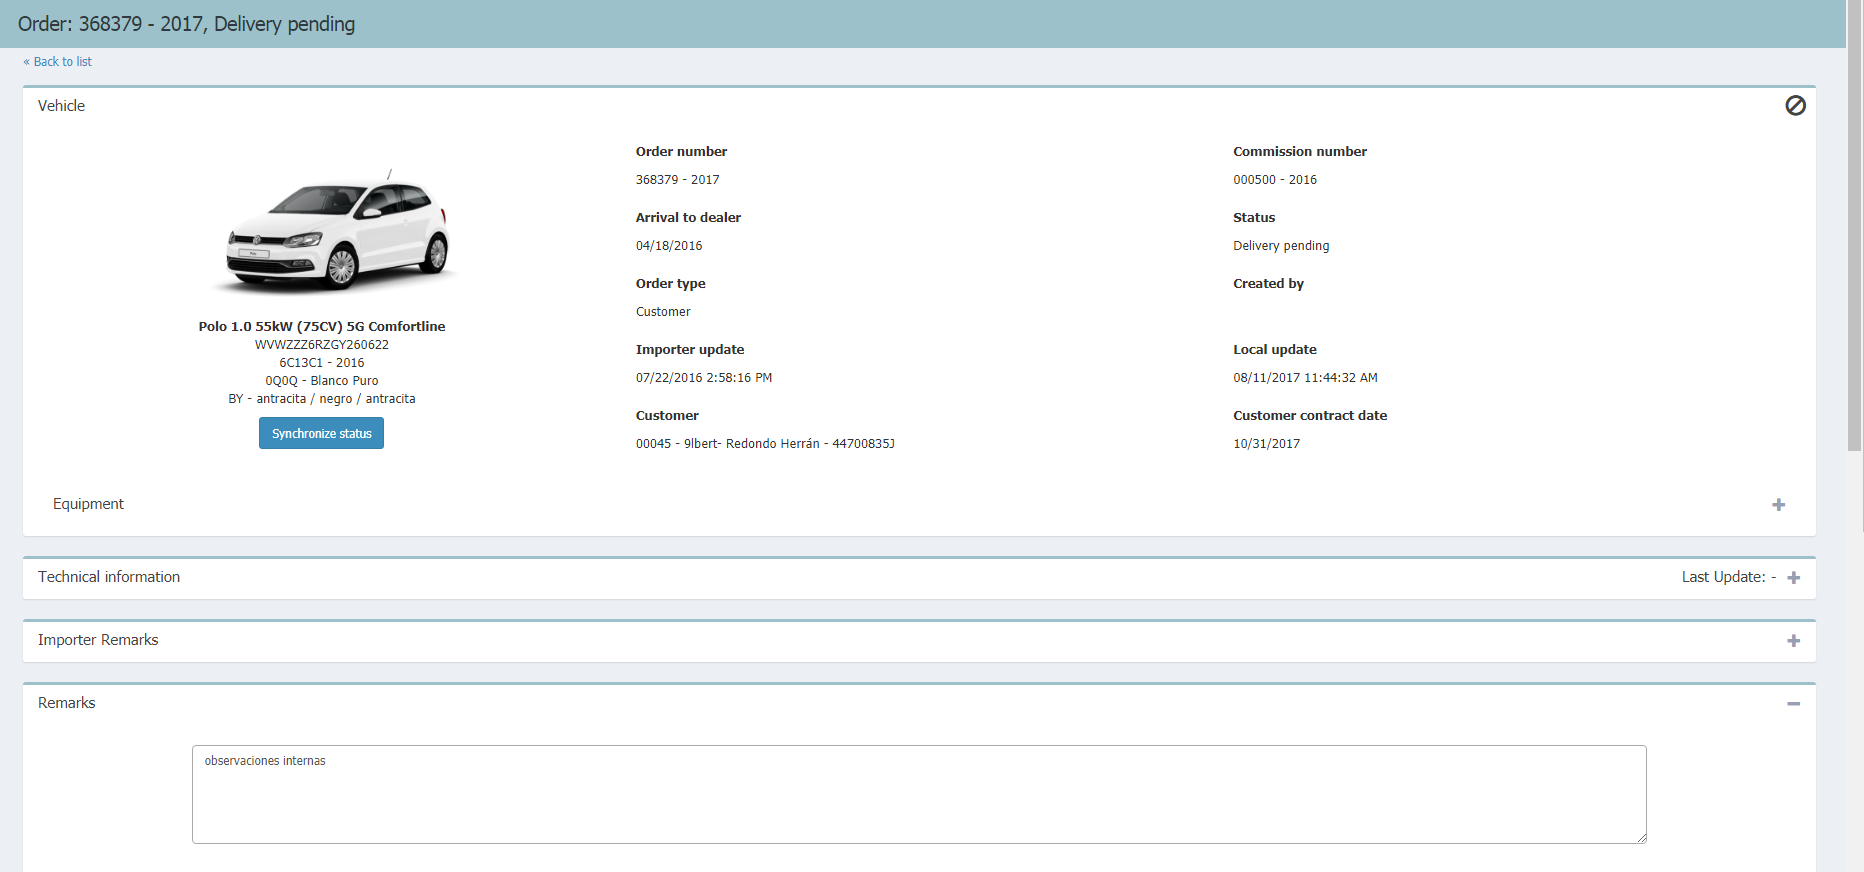 Order: 368379 - 2017, Delivery pending
« Back to list
Vehicle
Polo 1.0 55kW (75CV) 5G Comfortline
WVWZZZ6RZGY260622
6C13C1 - 2016
0Q0Q - Blanco Puro
BY - antracita / negro / antracita
Synchronize status
Order number
368379 - 2017
Commission number
000500 - 2016
Arrival to dealer
04/18/2016
Status
Delivery pending
Order type
Customer
Created by
Importer update
07/22/2016 2:58:16 PM
Local update
08/11/2017 11:44:32 AM
Customer
00045 - 9lbert- Redondo Herrán - 44700835J
Customer contract date
10/31/2017
Equipment
Technical information
Last Update: -
Importer Remarks
Remarks
observaciones internas